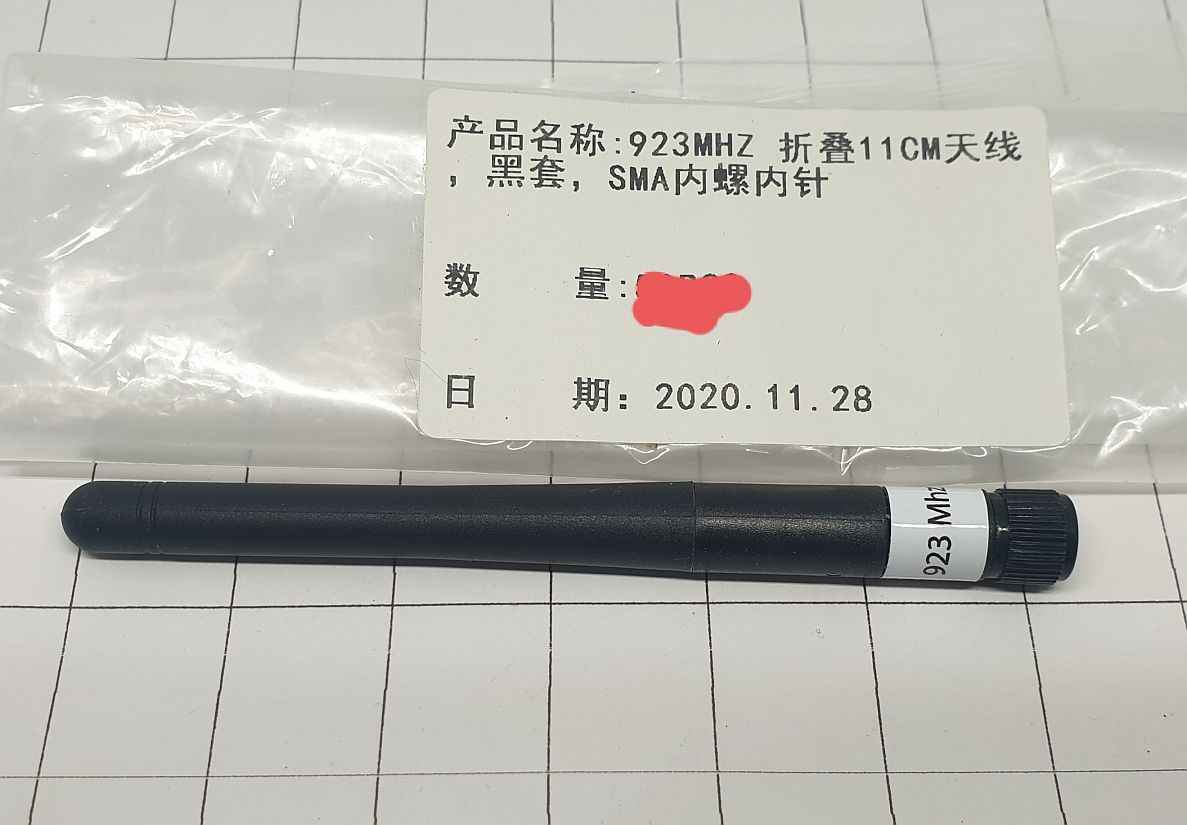 产品名称:923MHZ 折叠11CM天线
，黑套，SMA内螺内针
数 量:
日 期：2020.11.28
923 Mhz